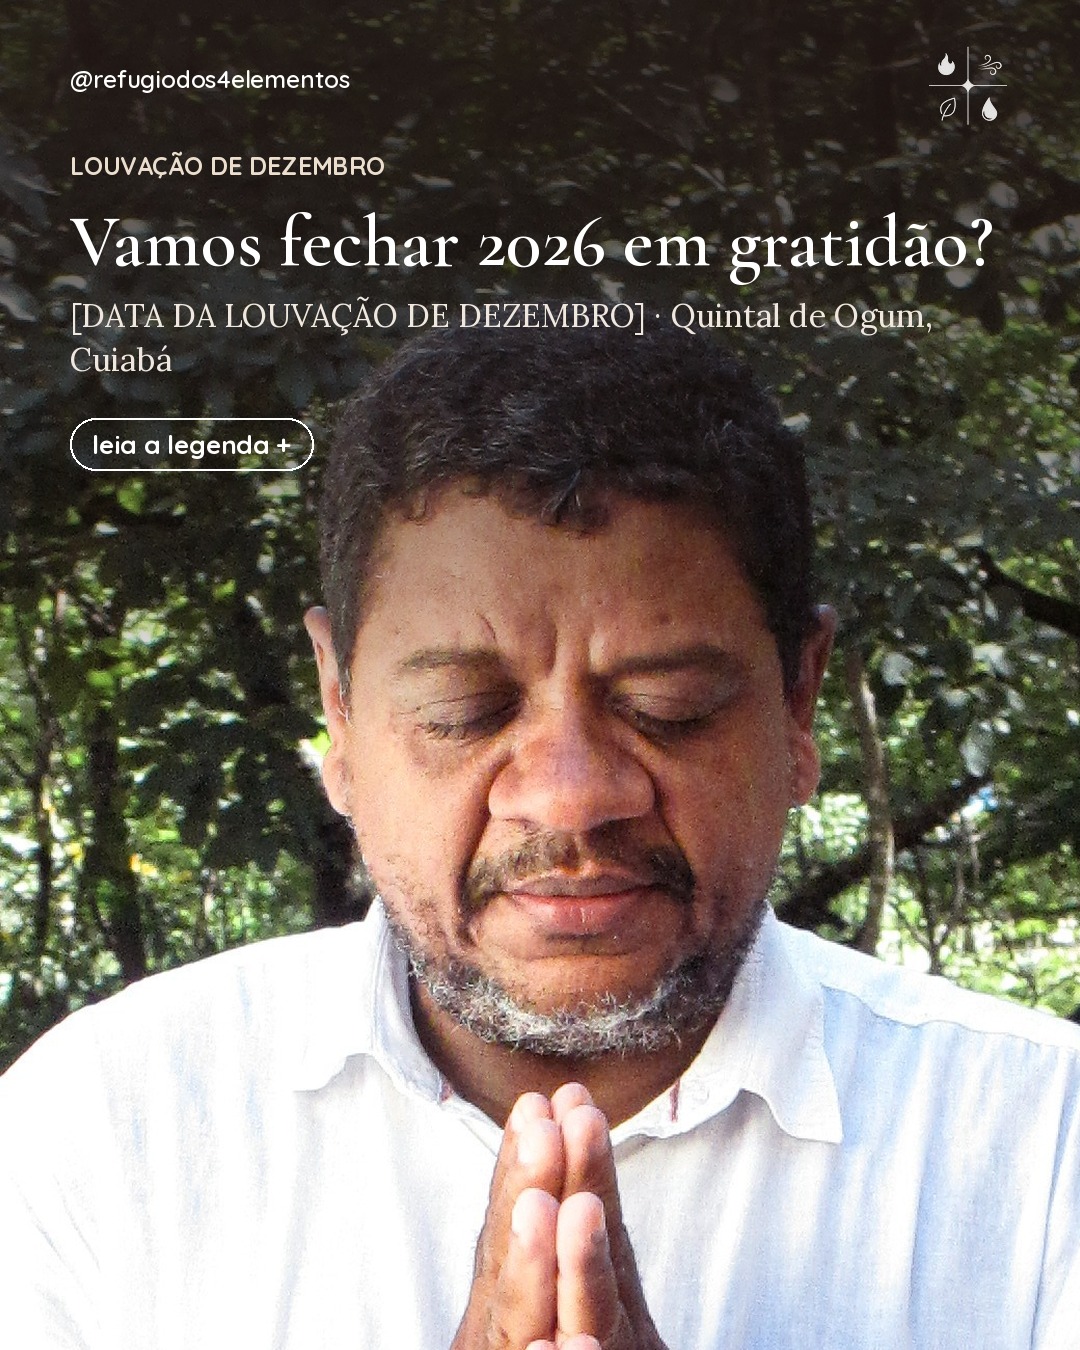 @refugiodos4elementos
LOUVAÇÃO DE DEZEMBRO
Vamos fechar 2026 em gratidão?
[DATA DA LOUVAÇÃO DE DEZEMBRO] · Quintal de Ogum,
Cuiabá
leia a legenda +